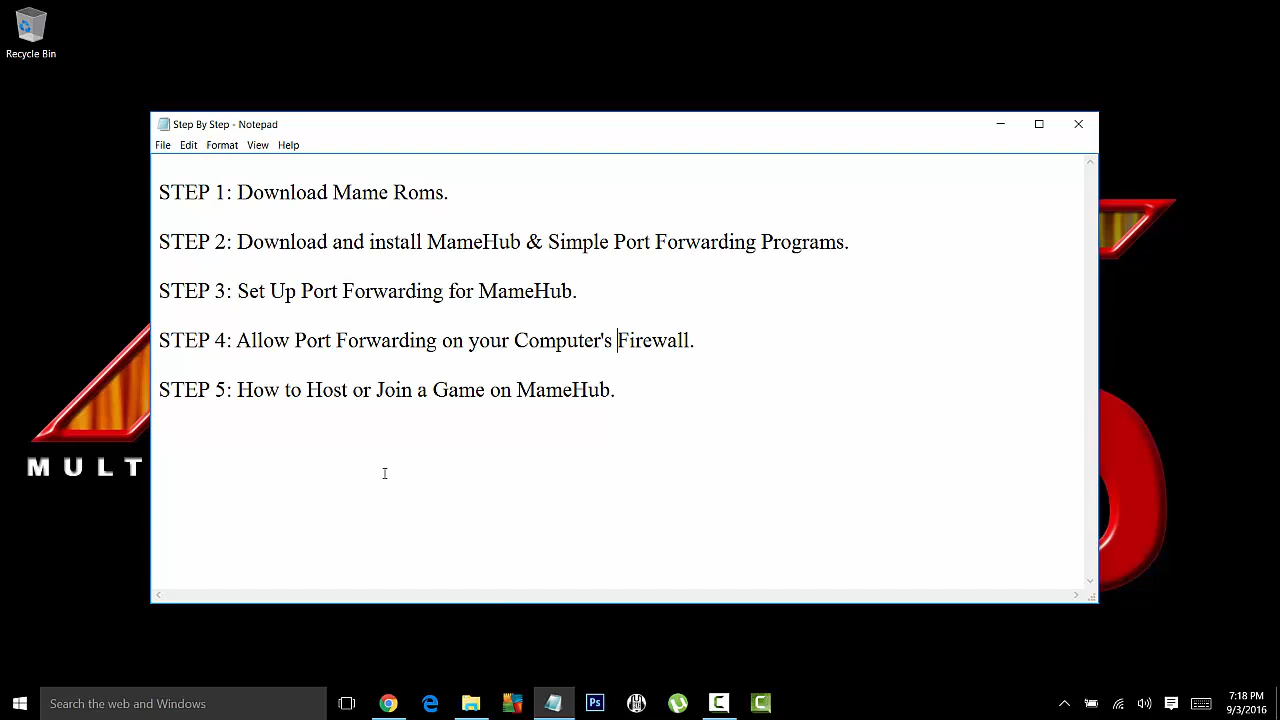 Recycle Bin
Step By Step - Notepad
File Edit Format View Help
STEP 1: Download Mame Roms.
STEP 2: Download and install MameHub & Simple Port Forwarding Programs.
STEP 3: Set Up Port Forwarding for MameHub.
STEP 4: Allow Port Forwarding on your Computer's Firewall.
STEP 5: How to Host or Join a Game on MameHub.
MULT
Search the web and Windows
Ps
7:18 PM
9/3/2016